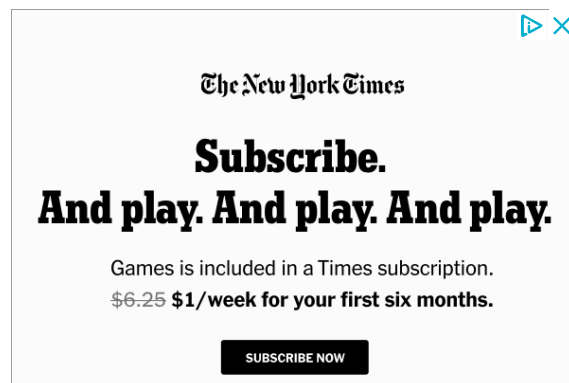 The New York Times
Subscribe.
And play. And play. And play.
Games is included in a Times subscription.
$6.25 $1/week for your first six months.
SUBSCRIBE NOW